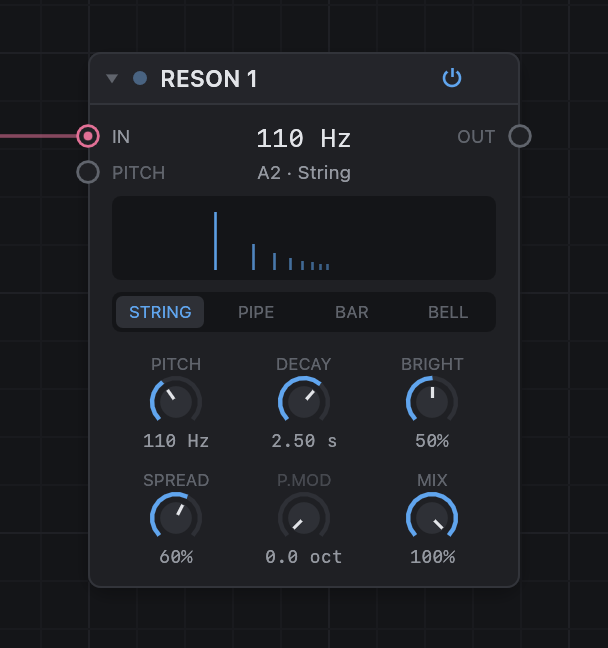 RESON 1
IN 110 Hz OUT
PITCH A2 · String
STRING PIPE BAR BELL
PITCH DECAY BRIGHT
110 Hz 2.50 s 50%
SPREAD P.MOD MIX
60% 0.0 oct 100%